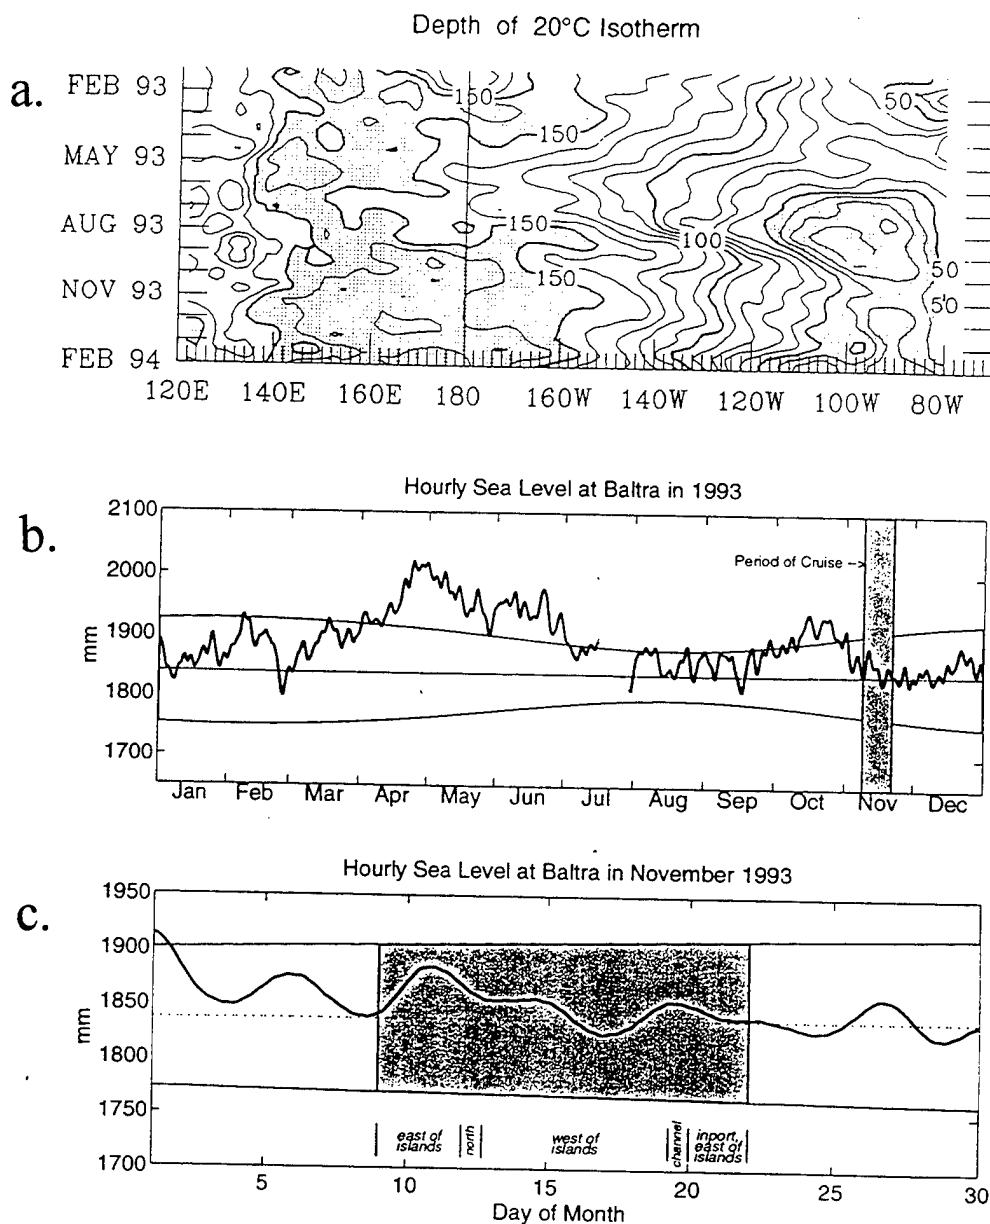 Depth of 20°C Isotherm
a.
FEB 93
MAY 93
AUG 93
NOV 93
FEB 94
150
150
150
150
100
50
50
50
120E 140E 160E 180 160W 140W 120W 100W 80W
Hourly Sea Level at Baltra in 1993
b.
2100
2000
1900
1800
1700
mm
Period of Cruise -->
Jan Feb Mar Apr May Jun Jul Aug Sep Oct Nov Dec
Hourly Sea Level at Baltra in November 1993
c.
1950
1900
1850
1800
1750
1700
mm
east of
islands
north
west of
islands
channel
inport,
east of
islands
5 10 15 20 25 30
Day of Month